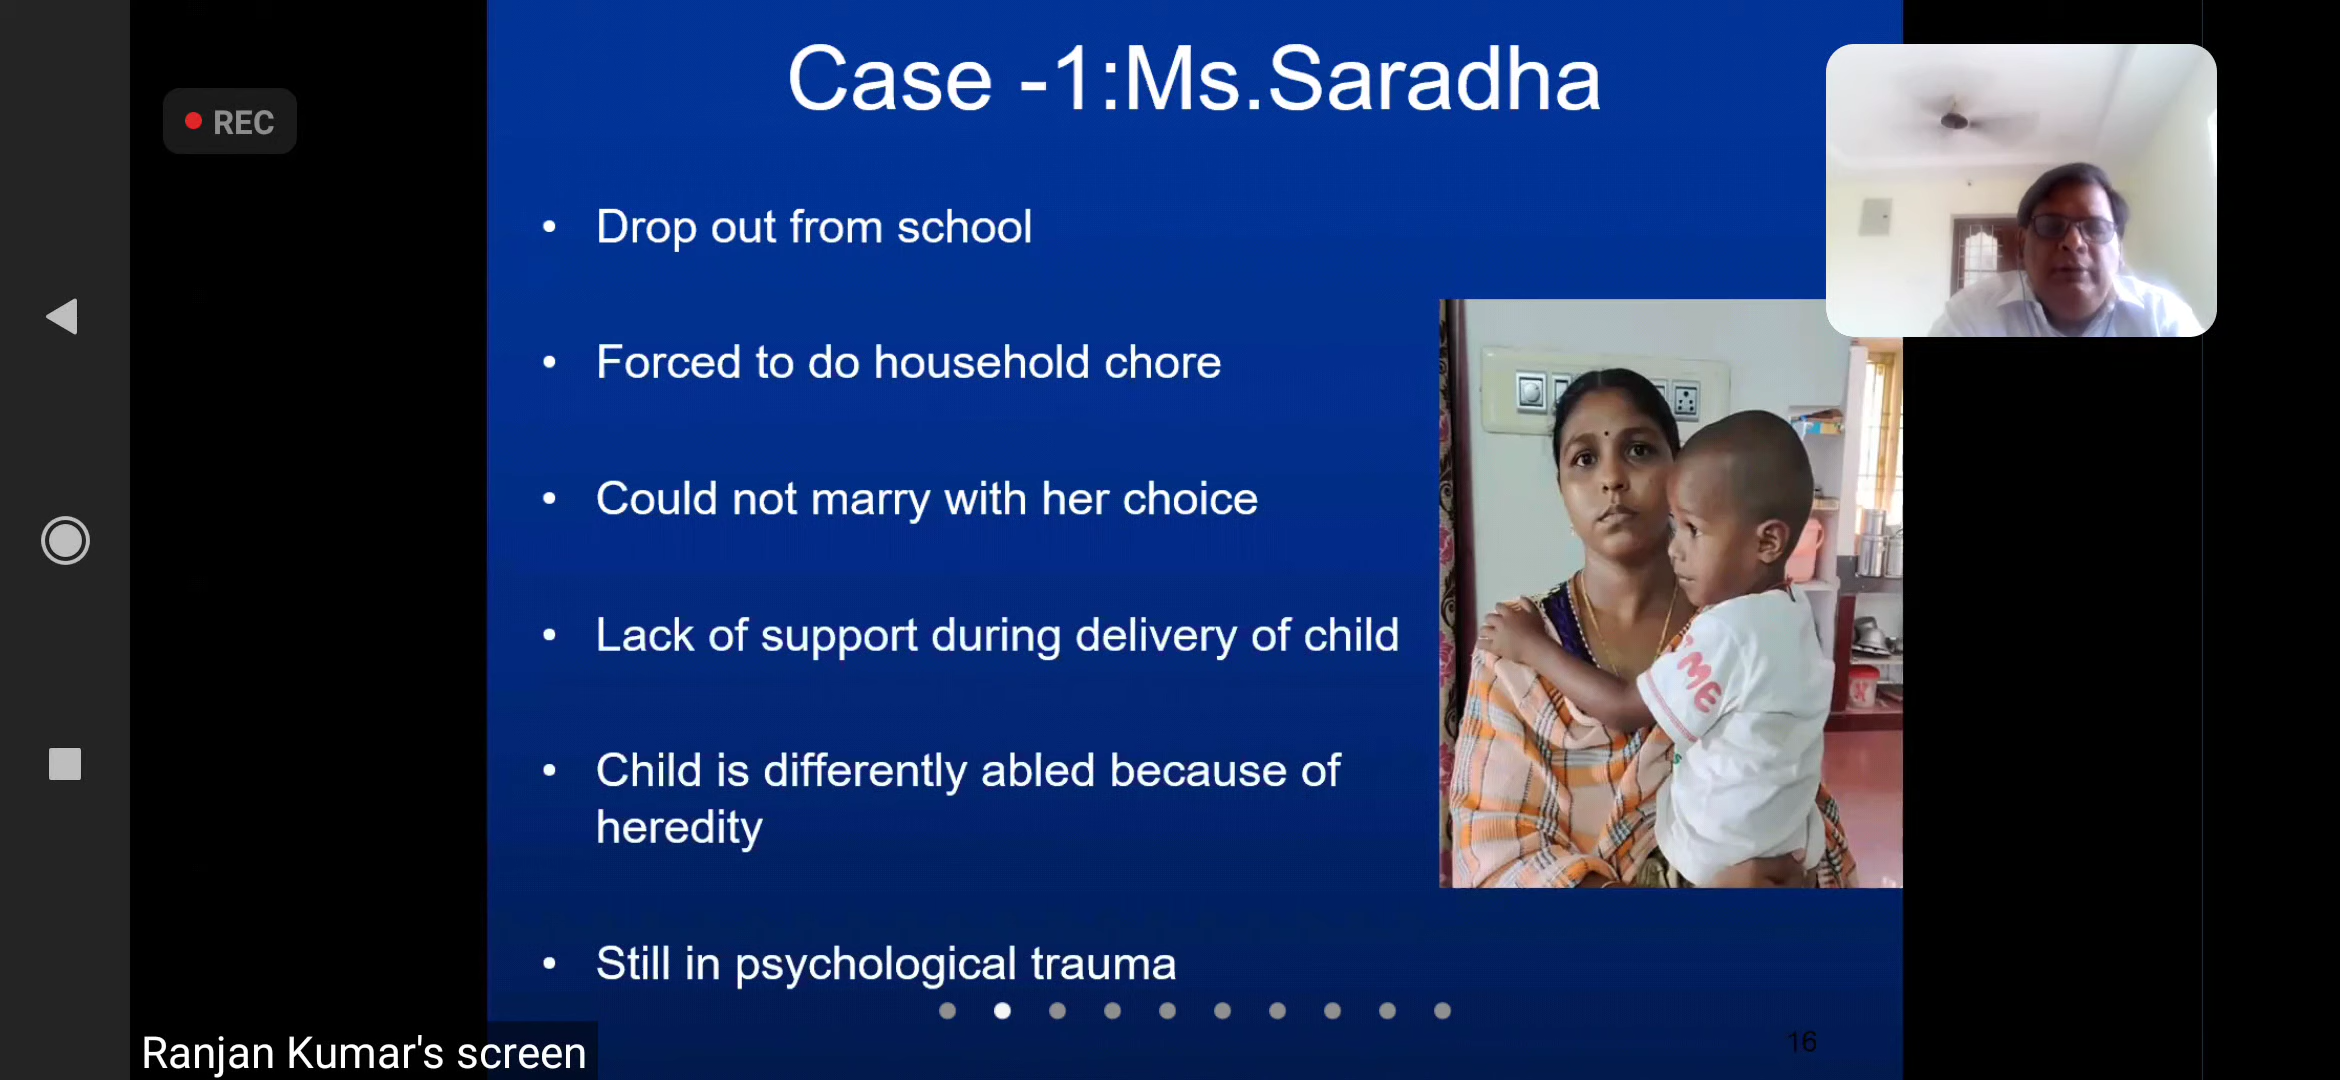 Case -1:Ms.Saradha
REC
• Drop out from school
• Forced to do household chore
• Could not marry with her choice
• Lack of support during delivery of child
• Child is differently abled because of
heredity
• Still in psychological trauma
ME
16
Ranjan Kumar's screen